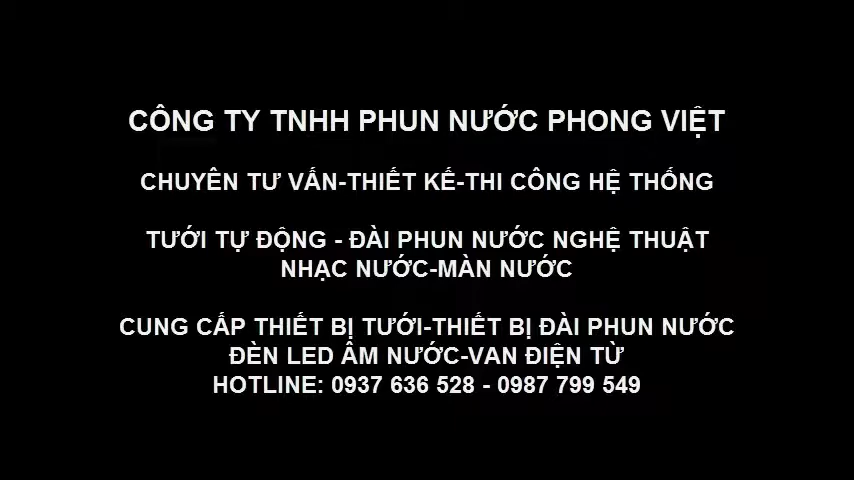 CÔNG TY TNHH PHUN NƯỚC PHONG VIỆT
CHUYÊN TƯ VẤN-THIẾT KẾ-THI CÔNG HỆ THỐNG
TƯỚI TỰ ĐỘNG - ĐÀI PHUN NƯỚC NGHỆ THUẬT
NHẠC NƯỚC-MÀN NƯỚC
CUNG CẤP THIẾT BỊ TƯỚI-THIẾT BỊ ĐÀI PHUN NƯỚC
ĐÈN LED ÂM NƯỚC-VAN ĐIỆN TỪ
HOTLINE: 0937 636 528 - 0987 799 549